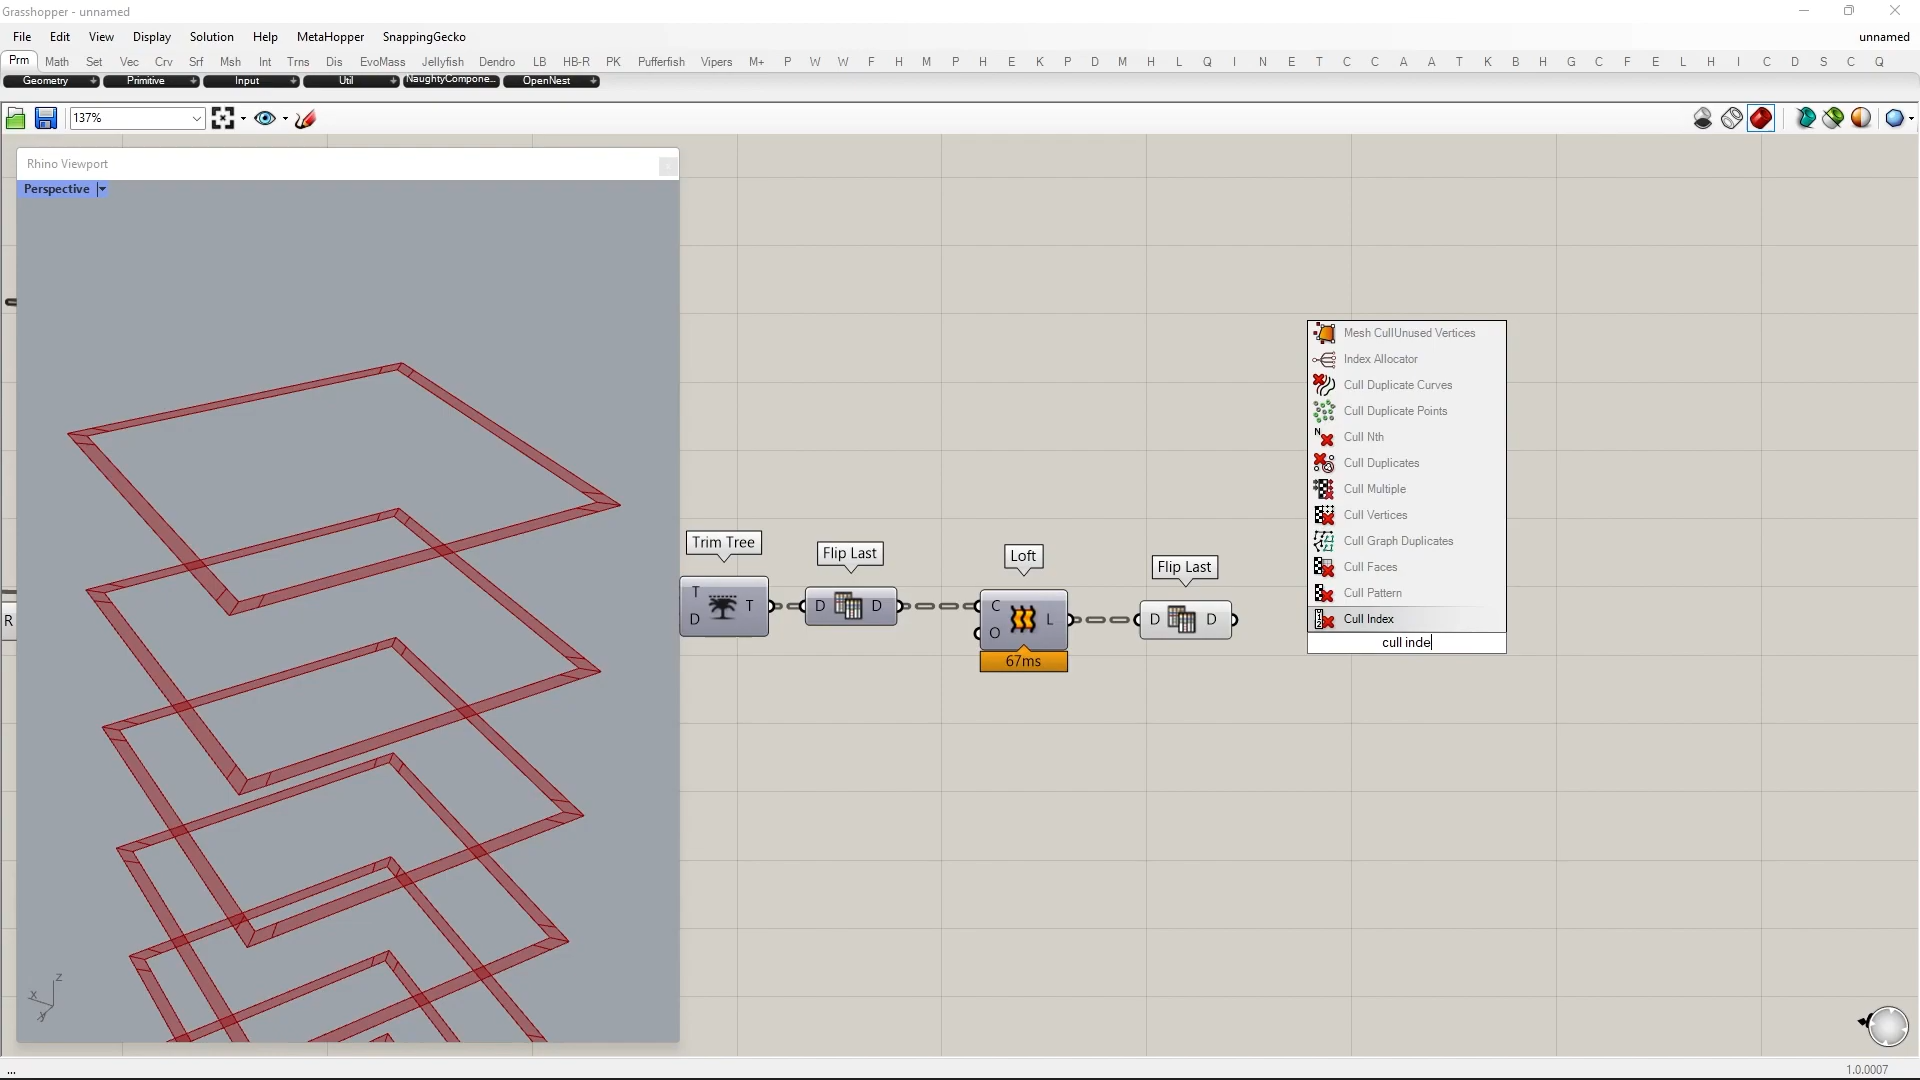 Grasshopper - unnamed
File Edit View Display Solution Help MetaHopper SnappingGecko unnamed
Prm Math Set Vec Crv Srf Msh Int Trns Dis EvoMass Jellyfish Dendro LB HB-R PK Pufferfish Vipers M+ P W W F H M P H E K P D M H L Q I N E T C C A A T K B H G C F E L H I C D S C Q
Geometry Primitive Input Util NaughtyCompone... OpenNest
137%
Rhino Viewport
Perspective
Mesh CullUnused Vertices
Index Allocator
Cull Duplicate Curves
Cull Duplicate Points
Cull Nth
Cull Duplicates
Cull Multiple
Cull Vertices
Cull Graph Duplicates
Cull Faces
Cull Pattern
Cull Index
cull inde
Trim Tree
Flip Last
Loft
Flip Last
T
D
T
D D
C
O
L
D D
67ms
R
z
x
y
...
1.0.0007